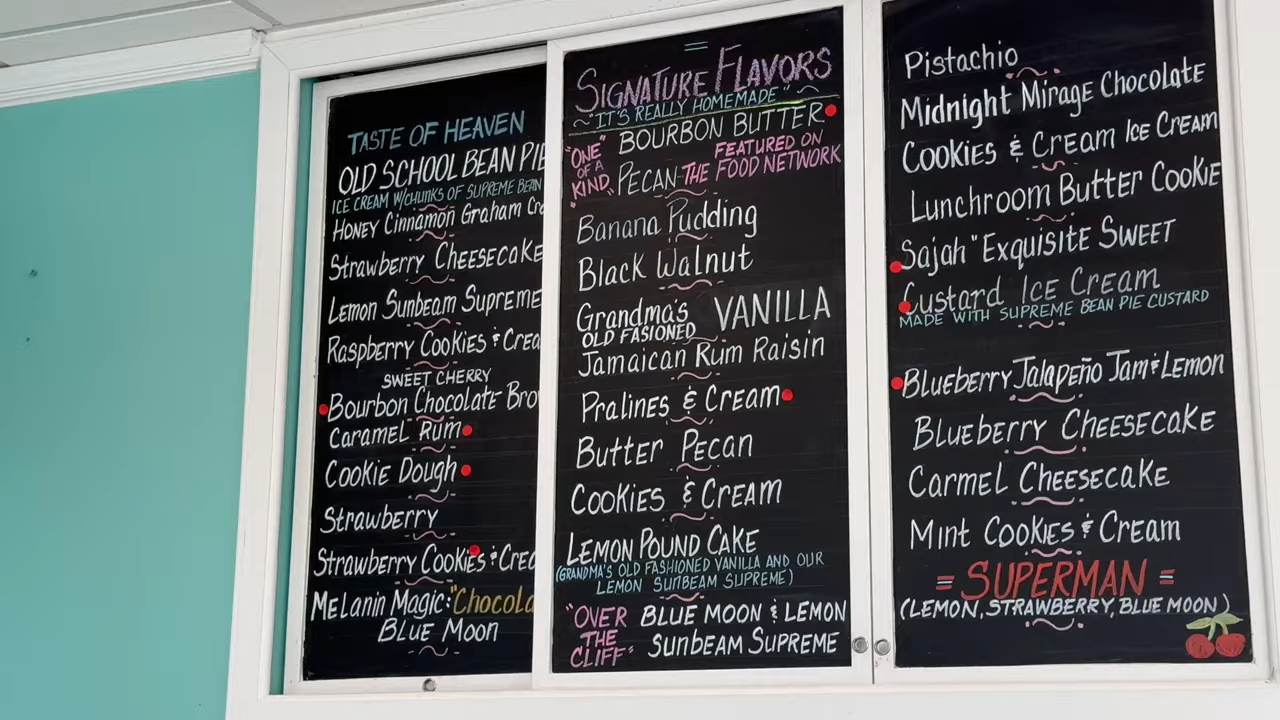 TASTE OF HEAVEN
OLD SCHOOL BEAN PIE
ICE CREAM W/CHUNKS OF SUPREME BEAN
HONEY Cinnamon Graham
Strawberry Cheesecake
Lemon Sunbeam Supreme
Raspberry Cookies &
SWEET CHERRY
Bourbon Chocolate
Caramel Rum
Cookie Dough
Strawberry
Strawberry Cookies &
Melanin Magic:
Blue Moon
SIGNATURE FLAVORS
"IT'S REALLY HOMEMADE"
"ONE OF A KIND" BOURBON BUTTER
PECAN-THE FOOD NETWORK
FEATURED ON
Banana Pudding
Black Walnut
Grandma's VANILLA
OLD FASIONED
Jamaican Rum Raisin
Pralines & Cream
Butter Pecan
Cookies & Cream
LEMON POUND CAKE
(GRANDMA'S OLD FASHIONED VANILLA AND OUR
LEMON SUNBEAM SUPREME)
"OVER THE CLIFF" BLUE MOON & LEMON
SUNBEAM SUPREME
Pistachio
Midnight Mirage Chocolate
Cookies & Cream ICE CREAM
Lunchroom Butter Cookie
Sajah" Exquisite Sweet
Custard Ice Cream
MADE WITH SUPREME BEAN PIE CUSTARD
Blueberry Jalapeño Jam & Lemon
Blueberry Cheesecake
Carmel Cheesecake
Mint Cookies & Cream
= SUPERMAN =
(LEMON, STRAWBERRY, BLUE MOON)